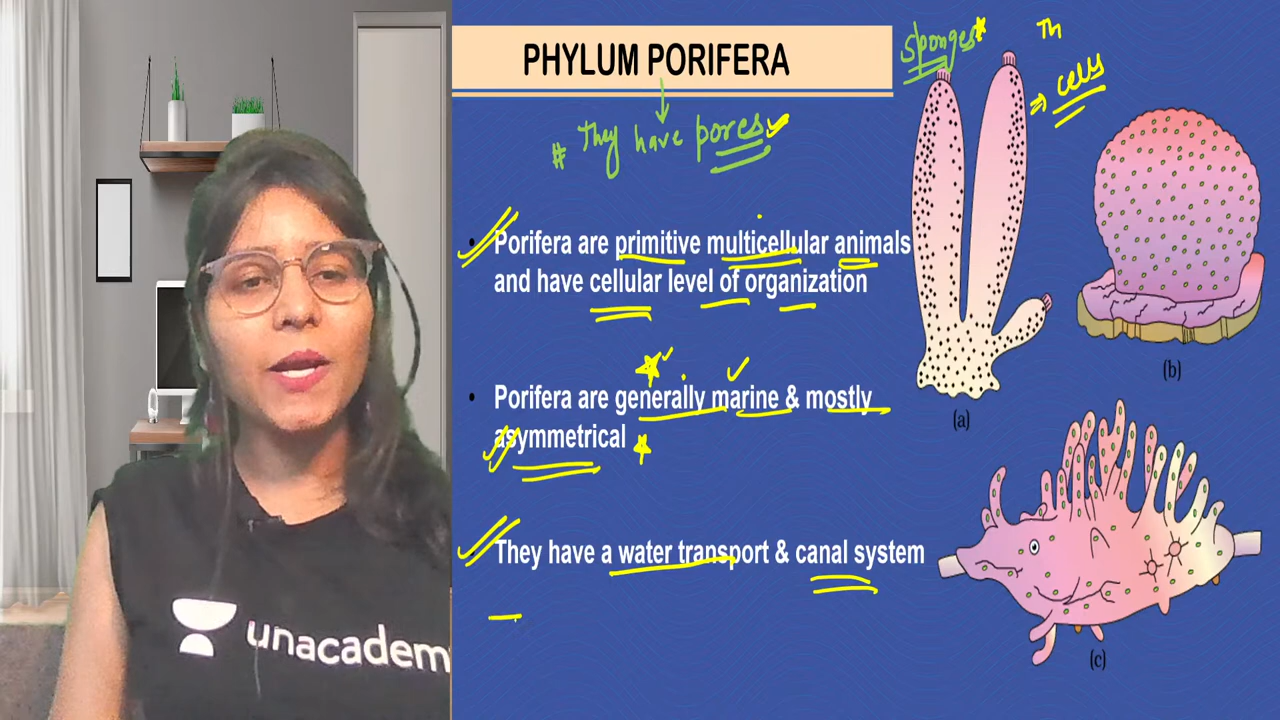 PHYLUM PORIFERA
sponges
Th
⇒ cells
# They have pores
• Porifera are primitive multicellular animals
and have cellular level of organization
• Porifera are generally marine & mostly
asymmetrical
They have a water transport & canal system
(a)
(b)
(c)
unacadem